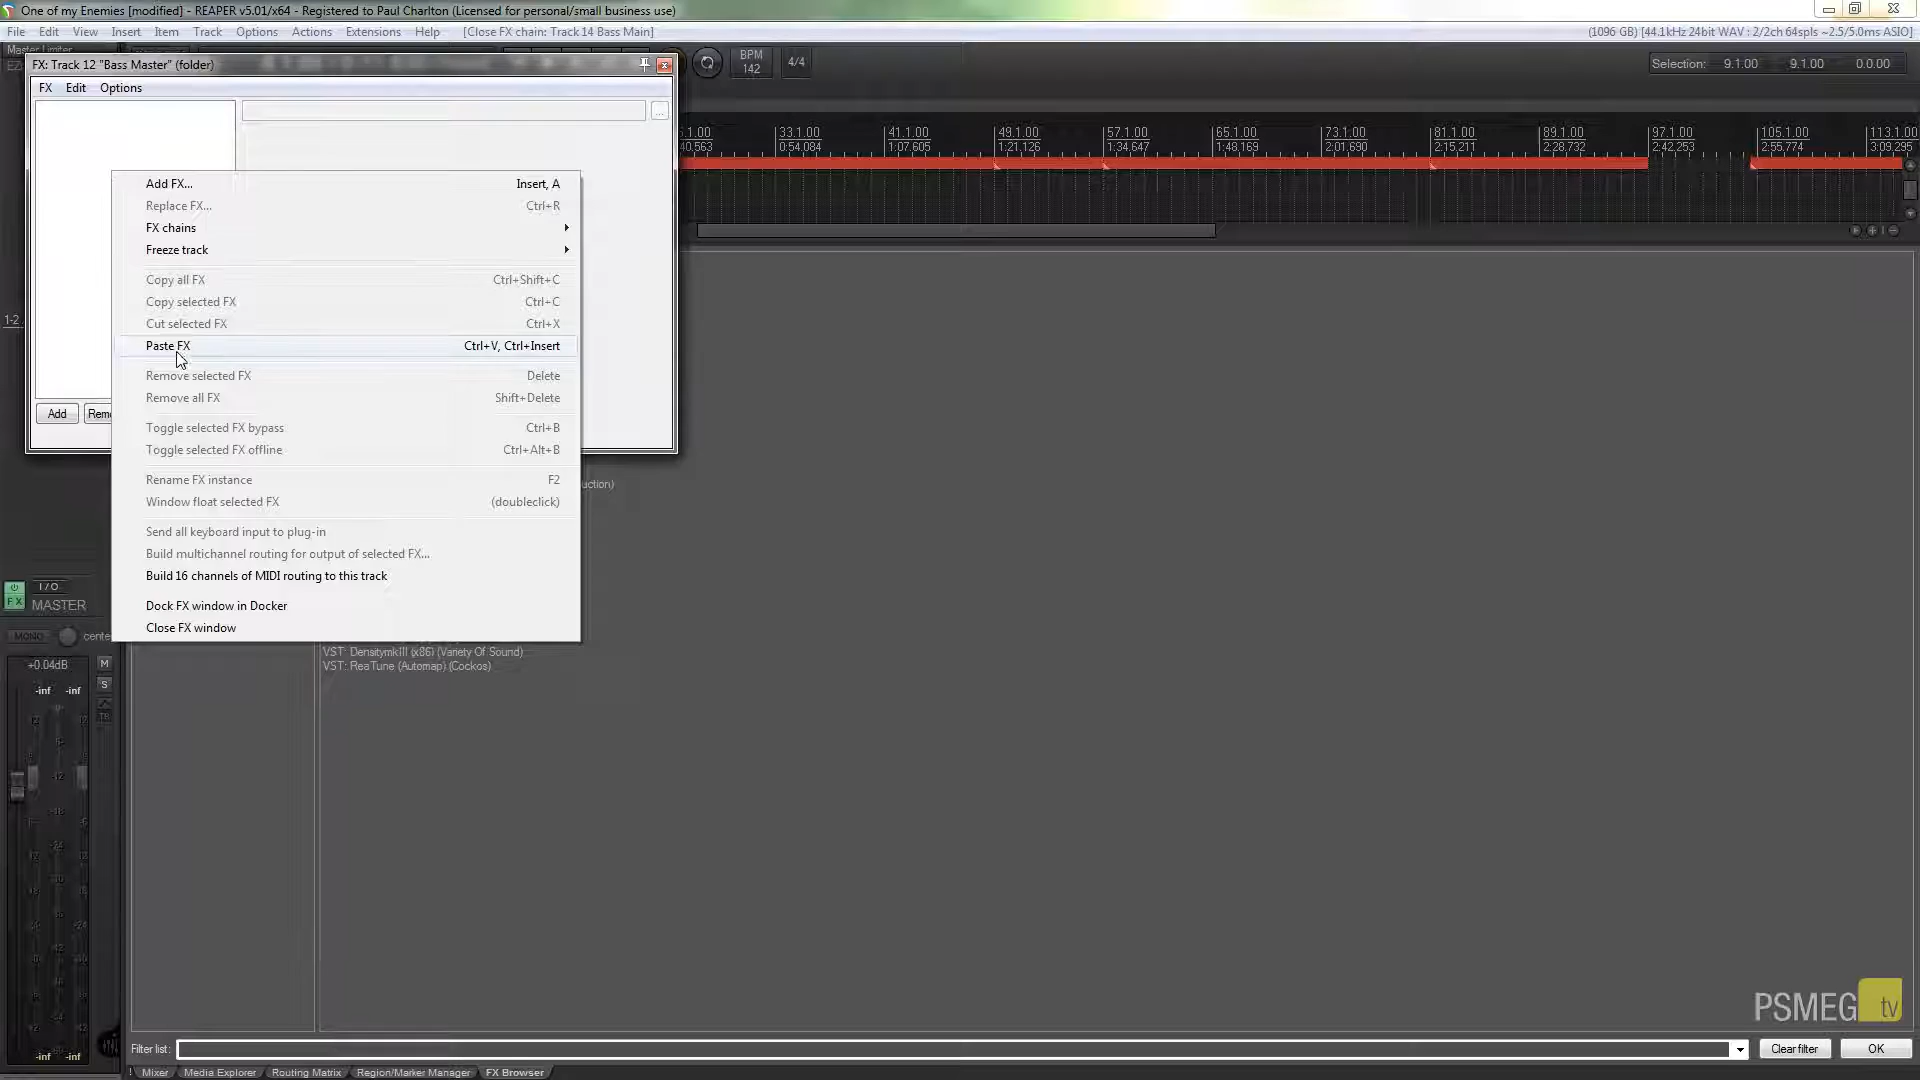 One of my Enemies [modified] - REAPER v5.01/x64 - Registered to Paul Charlton (Licensed for personal/small business use)
File Edit View Insert Item Track Options Actions Extensions Help [Close FX chain: Track 14 Bass Main]
(1096 GB) [44.1kHz 24bit WAV : 2/2ch 64spls ~2.5/5.0ms ASIO]
Master Limiter
FX: Track 12 "Bass Master" (folder)
BPM
142
4/4
Selection: 9.1.00 9.1.00 0.0.00
FX Edit Options
...
33.1.00 41.1.00 49.1.00 57.1.00 65.1.00 73.1.00 81.1.00 89.1.00 97.1.00 105.1.00 113.1.00
0:54.084 1:07.605 1:21.126 1:34.647 1:48.169 2:01.690 2:15.211 2:28.732 2:42.253 2:55.774 3:09.295
Add FX... Insert, A
Replace FX... Ctrl+R
FX chains
Freeze track
Copy all FX Ctrl+Shift+C
Copy selected FX Ctrl+C
Cut selected FX Ctrl+X
Paste FX Ctrl+V, Ctrl+Insert
Remove selected FX Delete
Remove all FX Shift+Delete
Toggle selected FX bypass Ctrl+B
Toggle selected FX offline Ctrl+Alt+B
Rename FX instance F2
Window float selected FX (doubleclick)
Send all keyboard input to plug-in
Build multichannel routing for output of selected FX...
Build 16 channels of MIDI routing to this track
Dock FX window in Docker
Close FX window
1-2
Add Rem
uction)
I/O
FX MASTER
MONO cente
+0.04dB M
-inf -inf
S
VST: DensitymkIII (x86) (Variety Of Sound)
VST: ReaTune (Automap) (Cockos)
-inf -inf
PSMEG tv
Filter list: Clear filter OK
! Mixer Media Explorer Routing Matrix Region/Marker Manager FX Browser